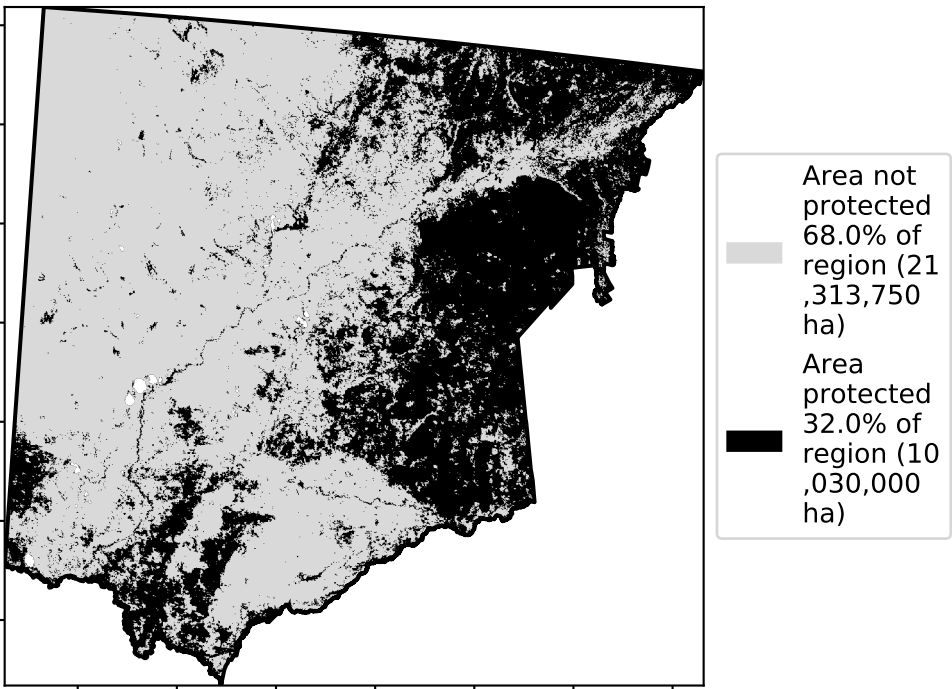 Area not
protected
68.0% of
region (21
,313,750
ha)
Area
protected
32.0% of
region (10
,030,000
ha)